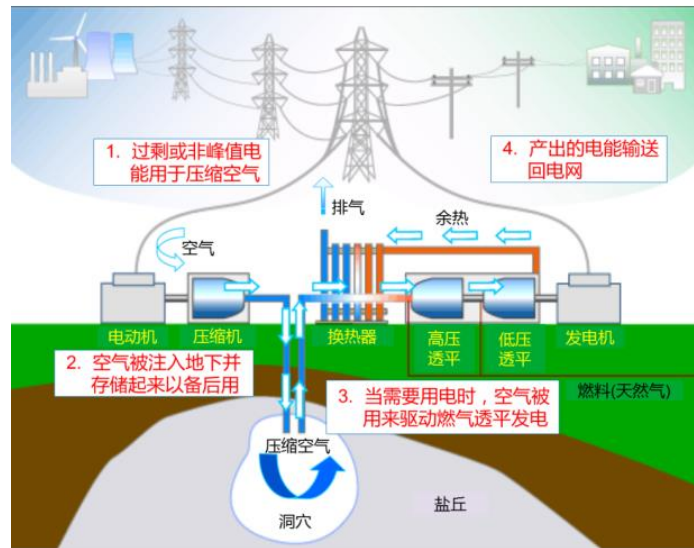 1. 过剩或非峰值电
能用于压缩空气
4. 产出的电能输送
回电网
排气
余热
空气
电动机
压缩机
换热器
高压
透平
低压
透平
发电机
2. 空气被注入地下并
存储起来以备后用
燃料(天然气)
3. 当需要用电时，空气被
用来驱动燃气透平发电
压缩空气
洞穴
盐丘